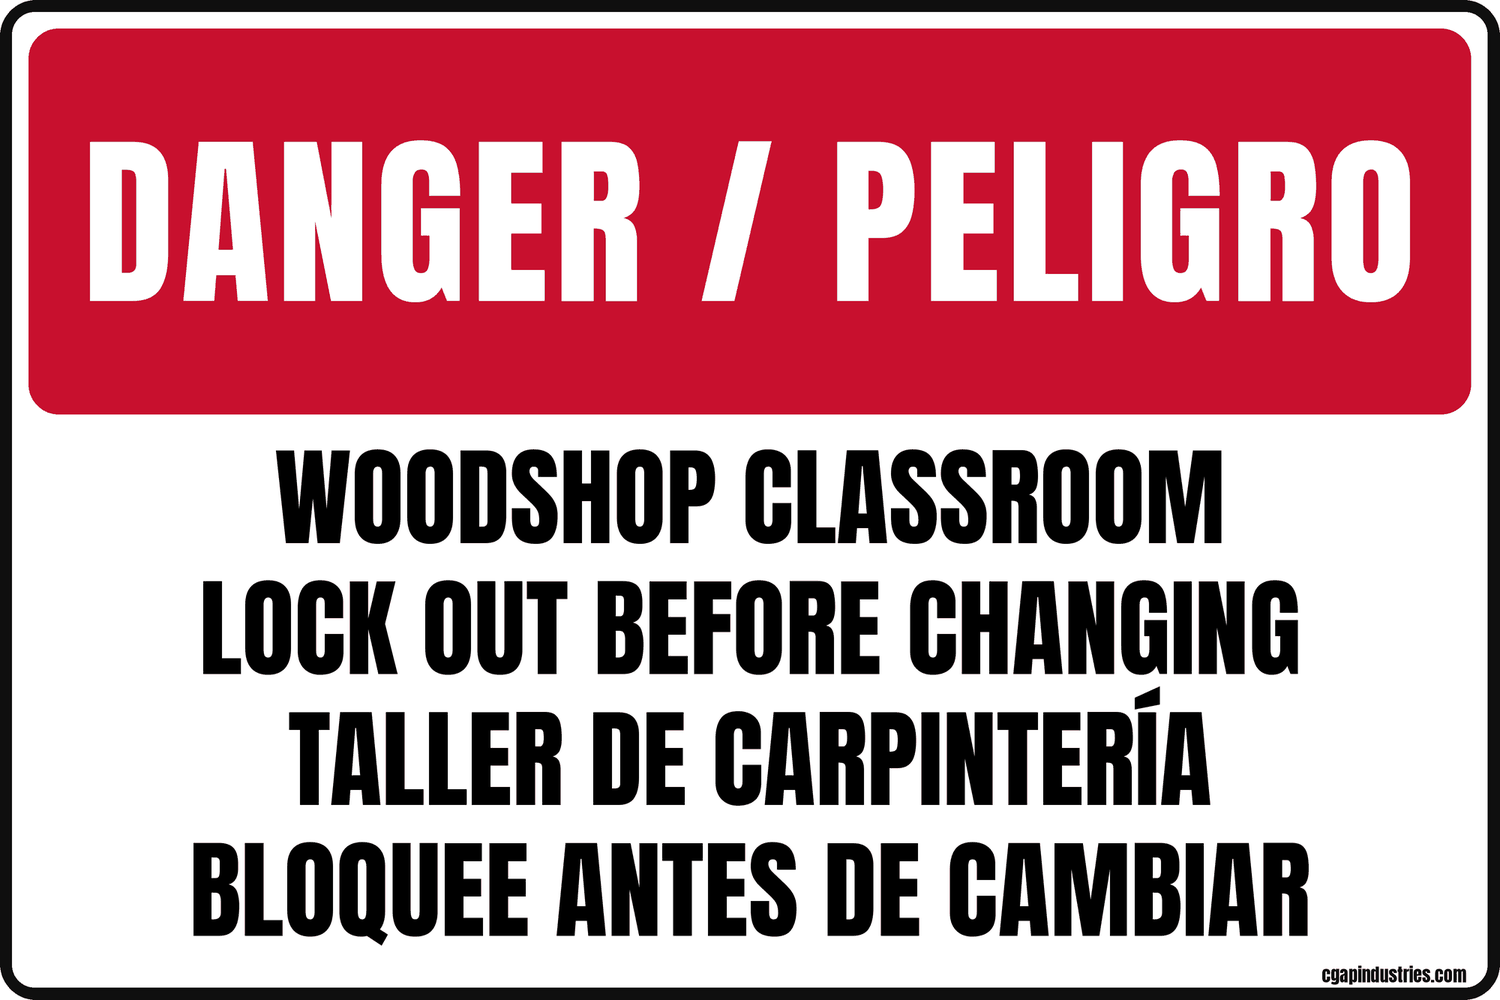 DANGER / PELIGRO
WOODSHOP CLASSROOM
LOCK OUT BEFORE CHANGING
TALLER DE CARPINTERÍA
BLOQUEE ANTES DE CAMBIAR
cgapindustries.com